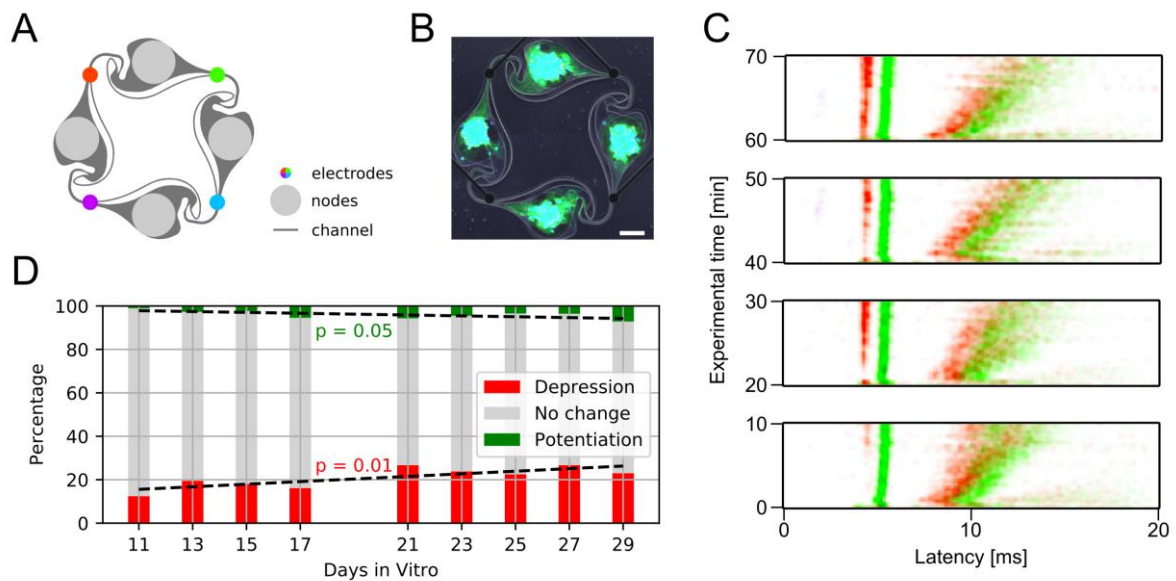 A
B
C
electrodes
nodes
channel
D
100
80
60
40
20
0
Percentage
p = 0.05
p = 0.01
Depression
No change
Potentiation
11 13 15 17 21 23 25 27 29
Days in Vitro
70
60
50
40
30
20
10
0
Experimental time [min]
0 10 20
Latency [ms]